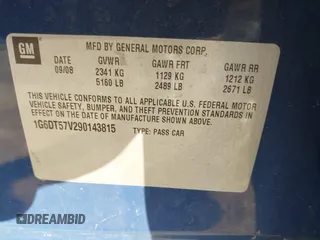 GM
MFD BY GENERAL MOTORS CORP.
DATE GVWR GAWR FRT GAWR RR
09/08 2341 KG 1129 KG 1212 KG
5160 LB 2489 LB 2671 LB
THIS VEHICLE CONFORMS TO ALL APPLICABLE U.S. FEDERAL MOTOR
VEHICLE SAFETY, BUMPER, AND THEFT PREVENTION STANDARDS IN
EFFECT ON THE DATE OF MANUFACTURE SHOWN ABOVE.
1G6DT57V290143815 TYPE: PASS CAR
DREAMBID